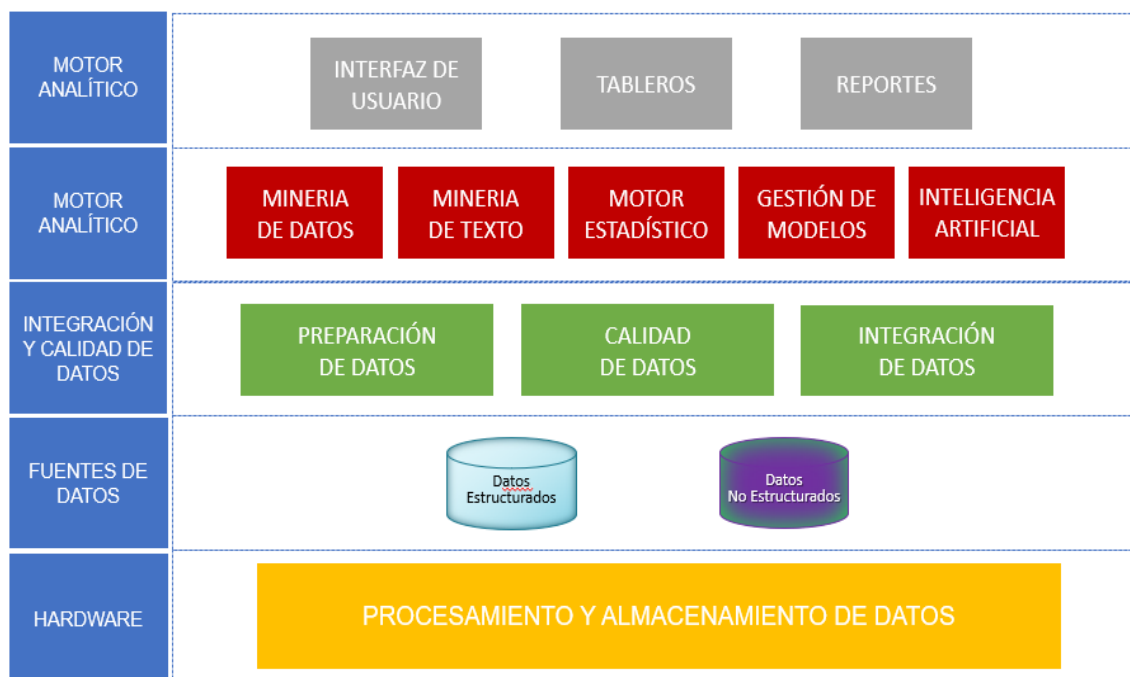 MOTOR
ANALÍTICO
INTERFAZ DE
USUARIO
TABLEROS
REPORTES
MOTOR
ANALÍTICO
MINERIA
DE DATOS
MINERIA
DE TEXTO
MOTOR
ESTADÍSTICO
GESTIÓN DE
MODELOS
INTELIGENCIA
ARTIFICIAL
INTEGRACIÓN
Y CALIDAD DE
DATOS
PREPARACIÓN
DE DATOS
CALIDAD
DE DATOS
INTEGRACIÓN
DE DATOS
FUENTES DE
DATOS
Datos
Estructurados
Datos
No Estructurados
HARDWARE
PROCESAMIENTO Y ALMACENAMIENTO DE DATOS